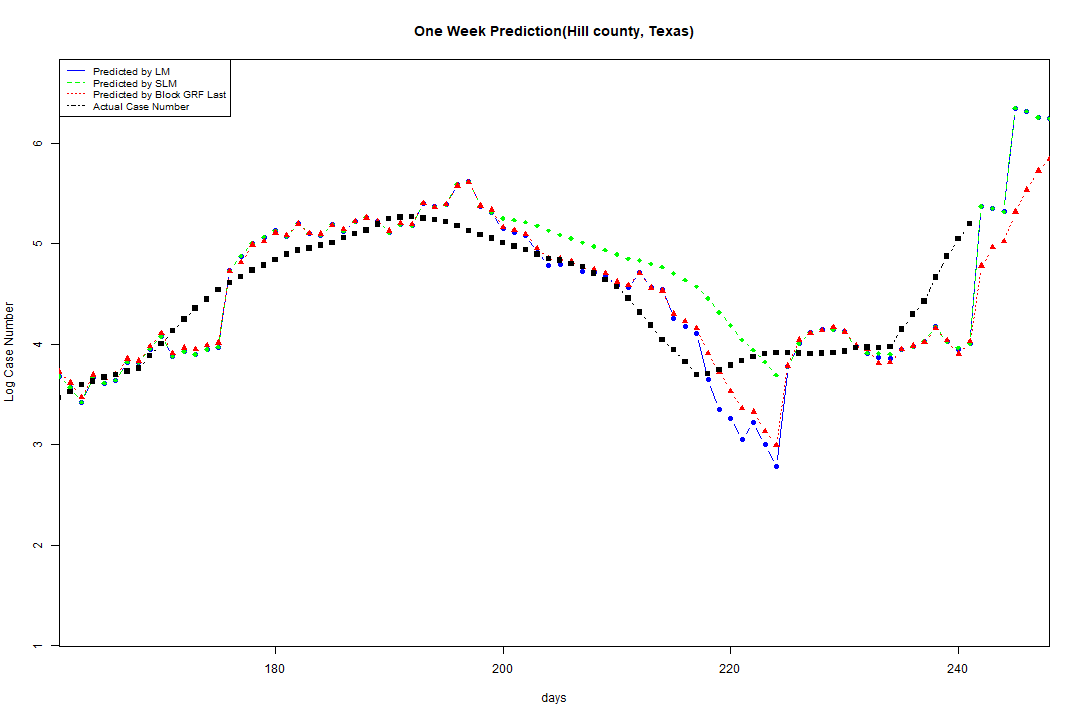 One Week Prediction(Hill county, Texas)
Predicted by LM
Predicted by SLM
Predicted by Block GRF Last
Actual Case Number
Log Case Number
6
5
4
3
2
1
180 200 220 240
days